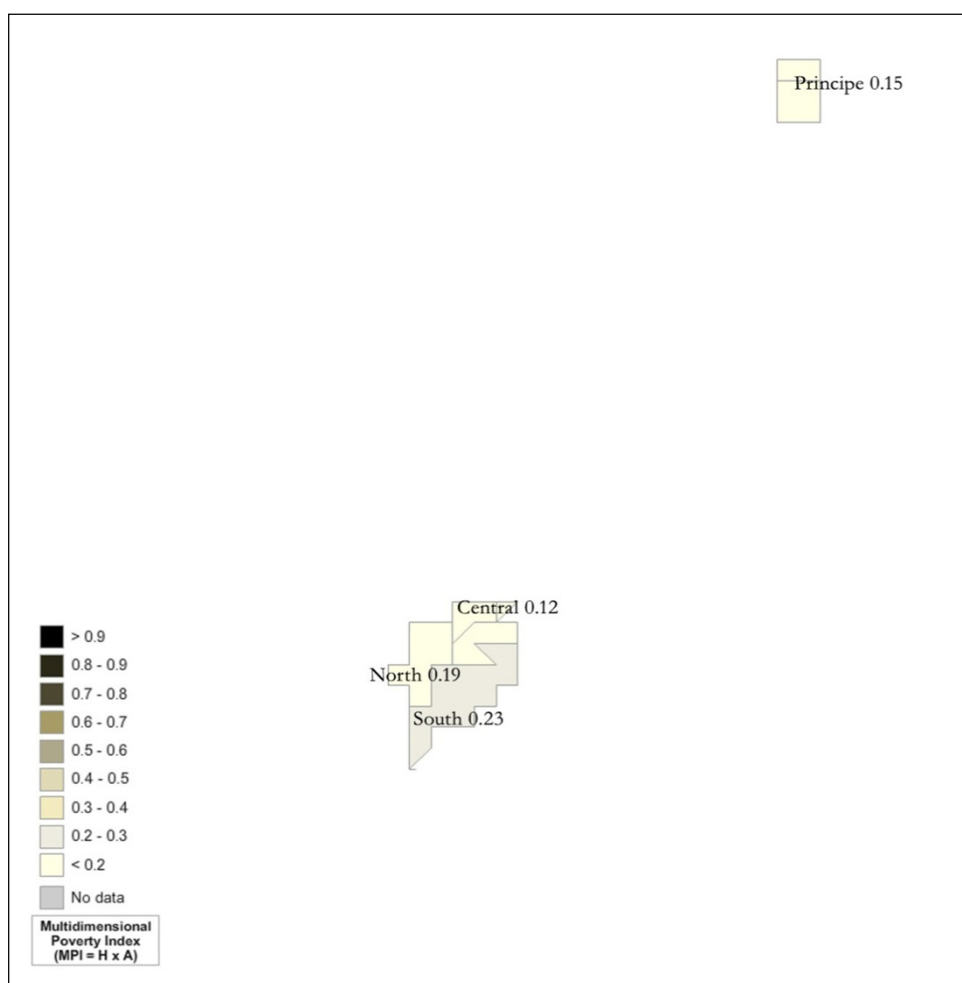 Principe 0.15
Central 0.12
North 0.19
South 0.23
> 0.9
0.8 - 0.9
0.7 - 0.8
0.6 - 0.7
0.5 - 0.6
0.4 - 0.5
0.3 - 0.4
0.2 - 0.3
< 0.2
No data
Multidimensional
Poverty Index
(MPI = H x A)